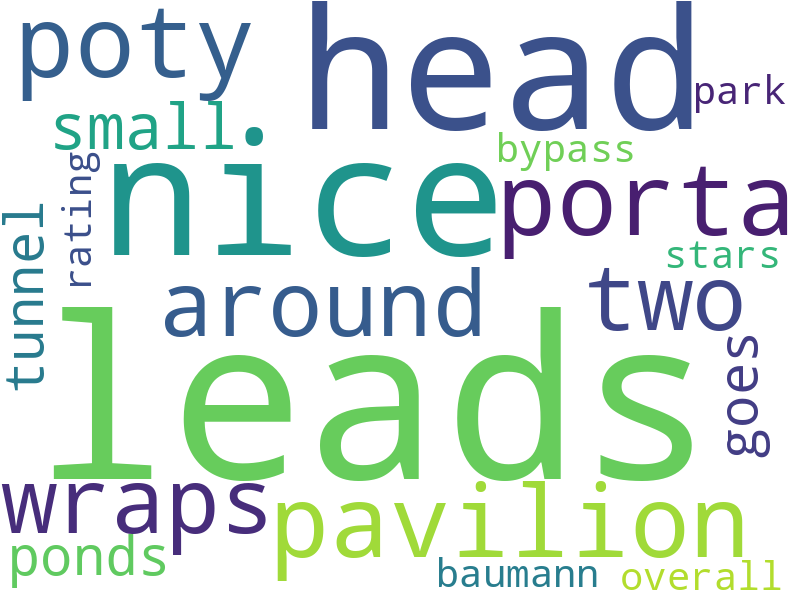 poty
head
park
small
bypass
nice
rating
porta
tunnel
stars
around
two
leads
goes
wraps
pavilion
ponds
baumann
overall